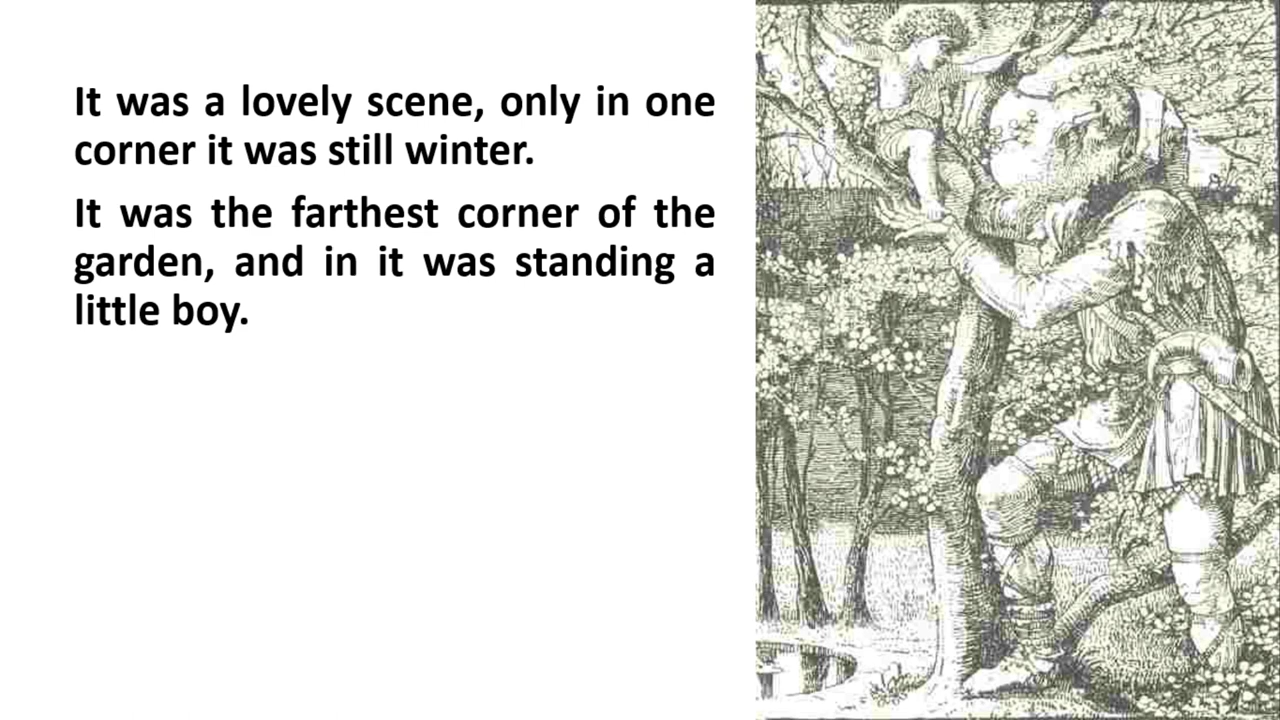 It was a lovely scene, only in one
corner it was still winter.
It was the farthest corner of the
garden, and in it was standing a
little boy.